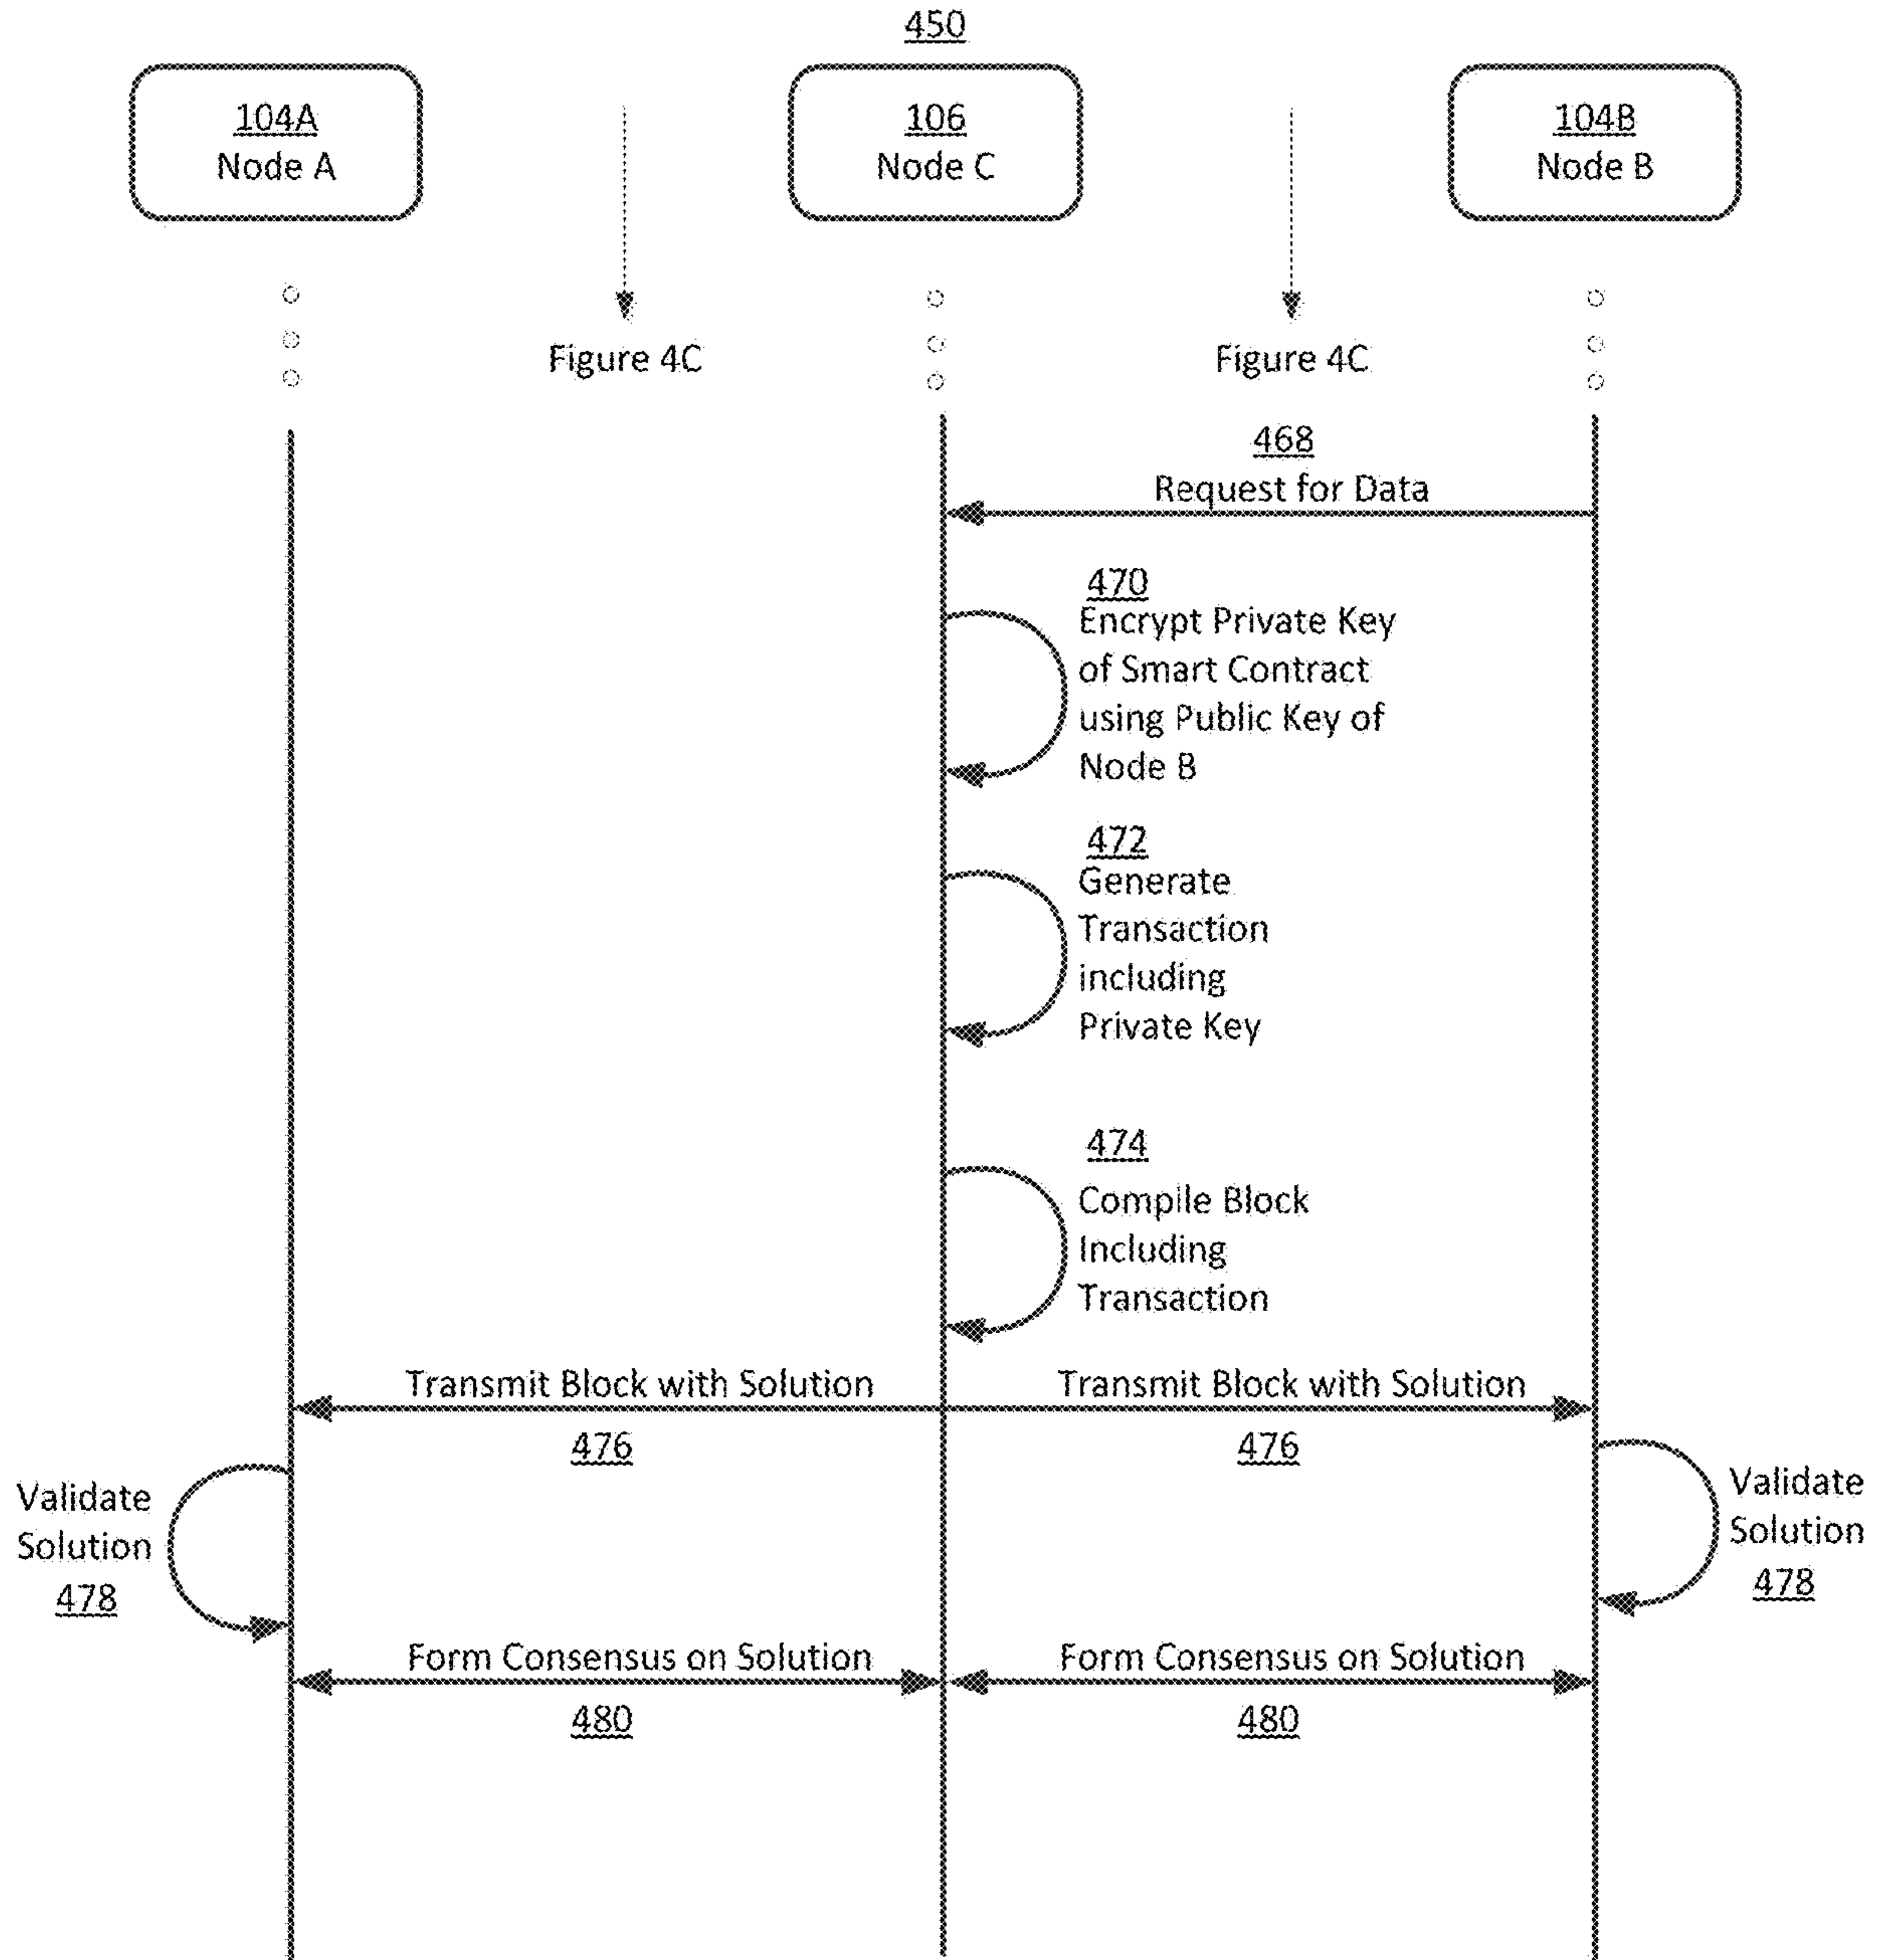 450
104A
Node A
106
Node C
104B
Node B
Figure 4C
Figure 4C
468
Request for Data
470
Encrypt Private Key
of Smart Contract
using Public Key of
Node B
472
Generate
Transaction
including
Private Key
474
Compile Block
Including
Transaction
Transmit Block with Solution
476
Transmit Block with Solution
476
Validate
Solution
478
Validate
Solution
478
Form Consensus on Solution
480
Form Consensus on Solution
480